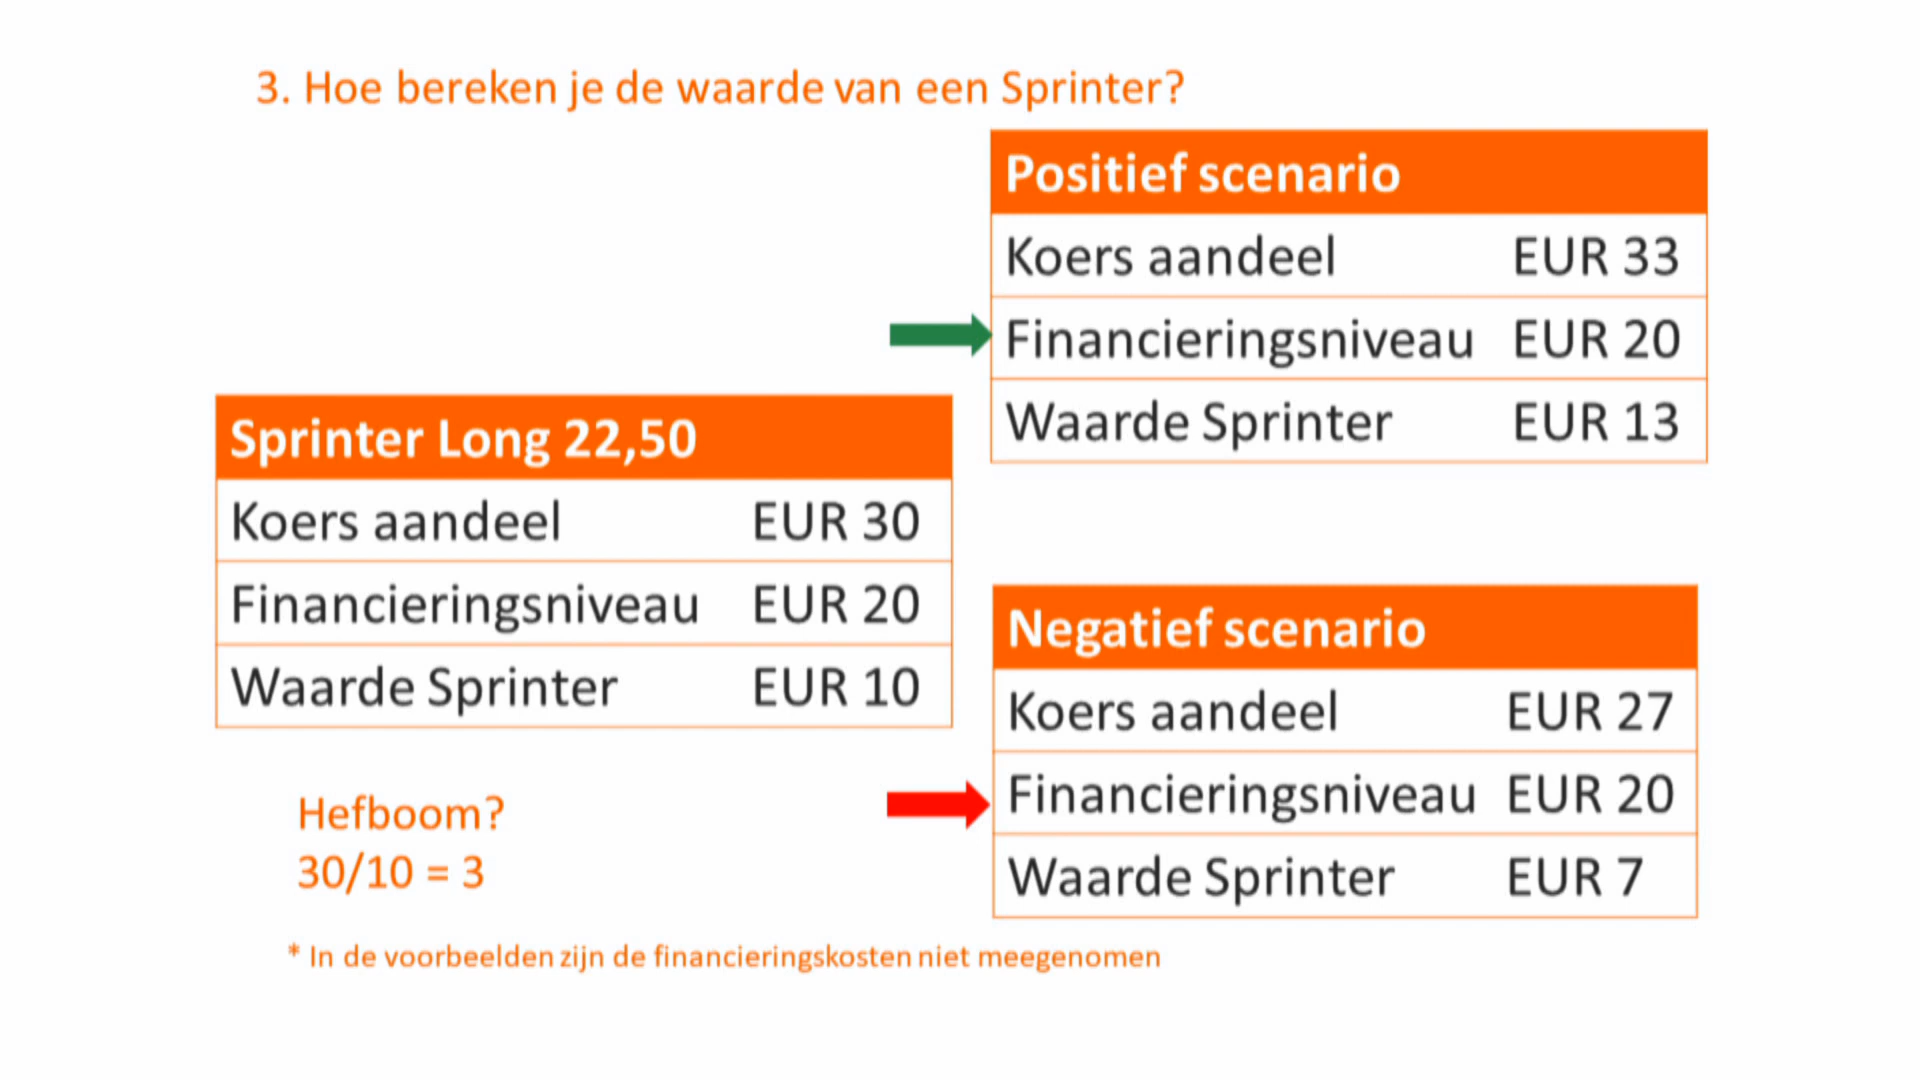 3. Hoe bereken je de waarde van een Sprinter?
Positief scenario
Koers aandeel EUR 33
Financieringsniveau EUR 20
Waarde Sprinter EUR 13
Sprinter Long 22,50
Koers aandeel EUR 30
Financieringsniveau EUR 20
Waarde Sprinter EUR 10
Negatief scenario
Koers aandeel EUR 27
Financieringsniveau EUR 20
Waarde Sprinter EUR 7
Hefboom?
30/10 = 3
* In de voorbeelden zijn de financieringskosten niet meegenomen